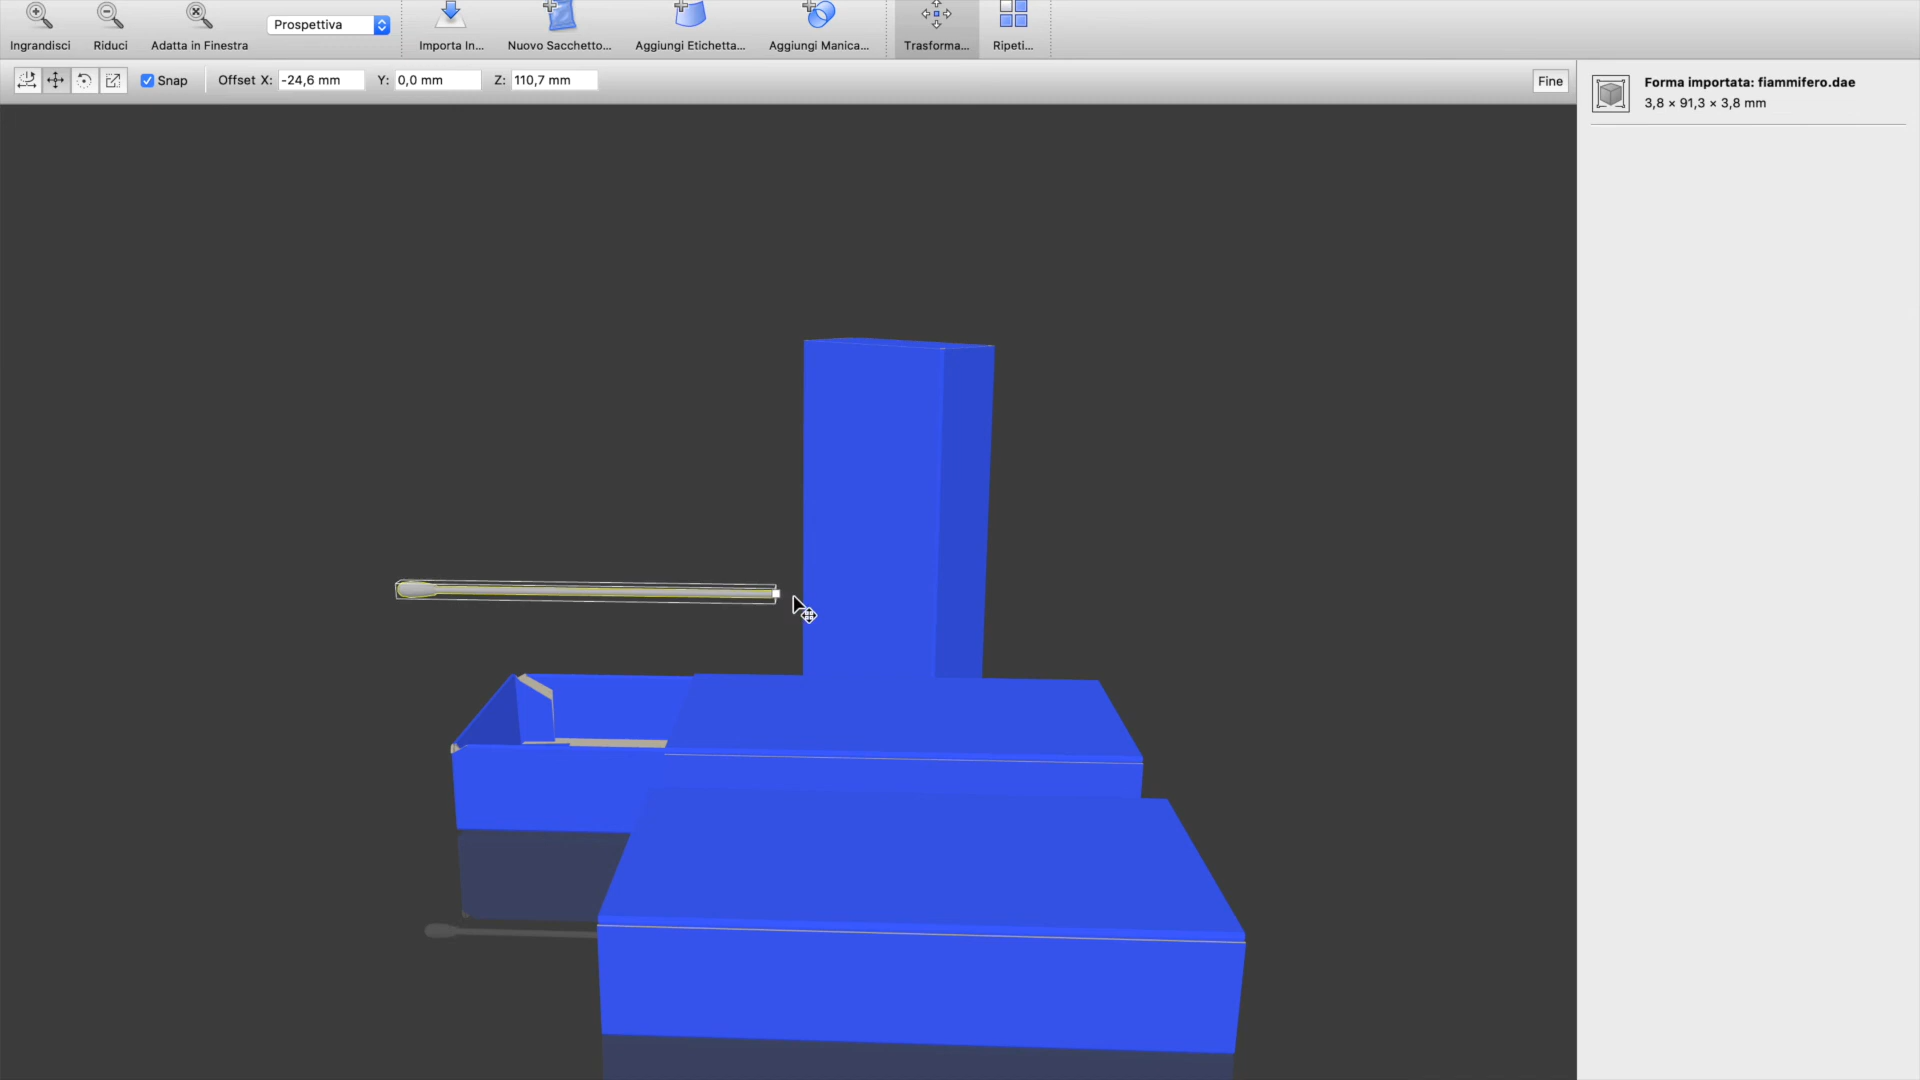 Prospettiva
Ingrandisci Riduci Adatta in Finestra Importa In... Nuovo Sacchetto... Aggiungi Etichetta... Aggiungi Manica... Trasforma... Ripeti...
Snap Offset X: -24,6 mm Y: 0,0 mm Z: 110,7 mm Fine
Forma importata: fiammifero.dae
3,8 × 91,3 × 3,8 mm